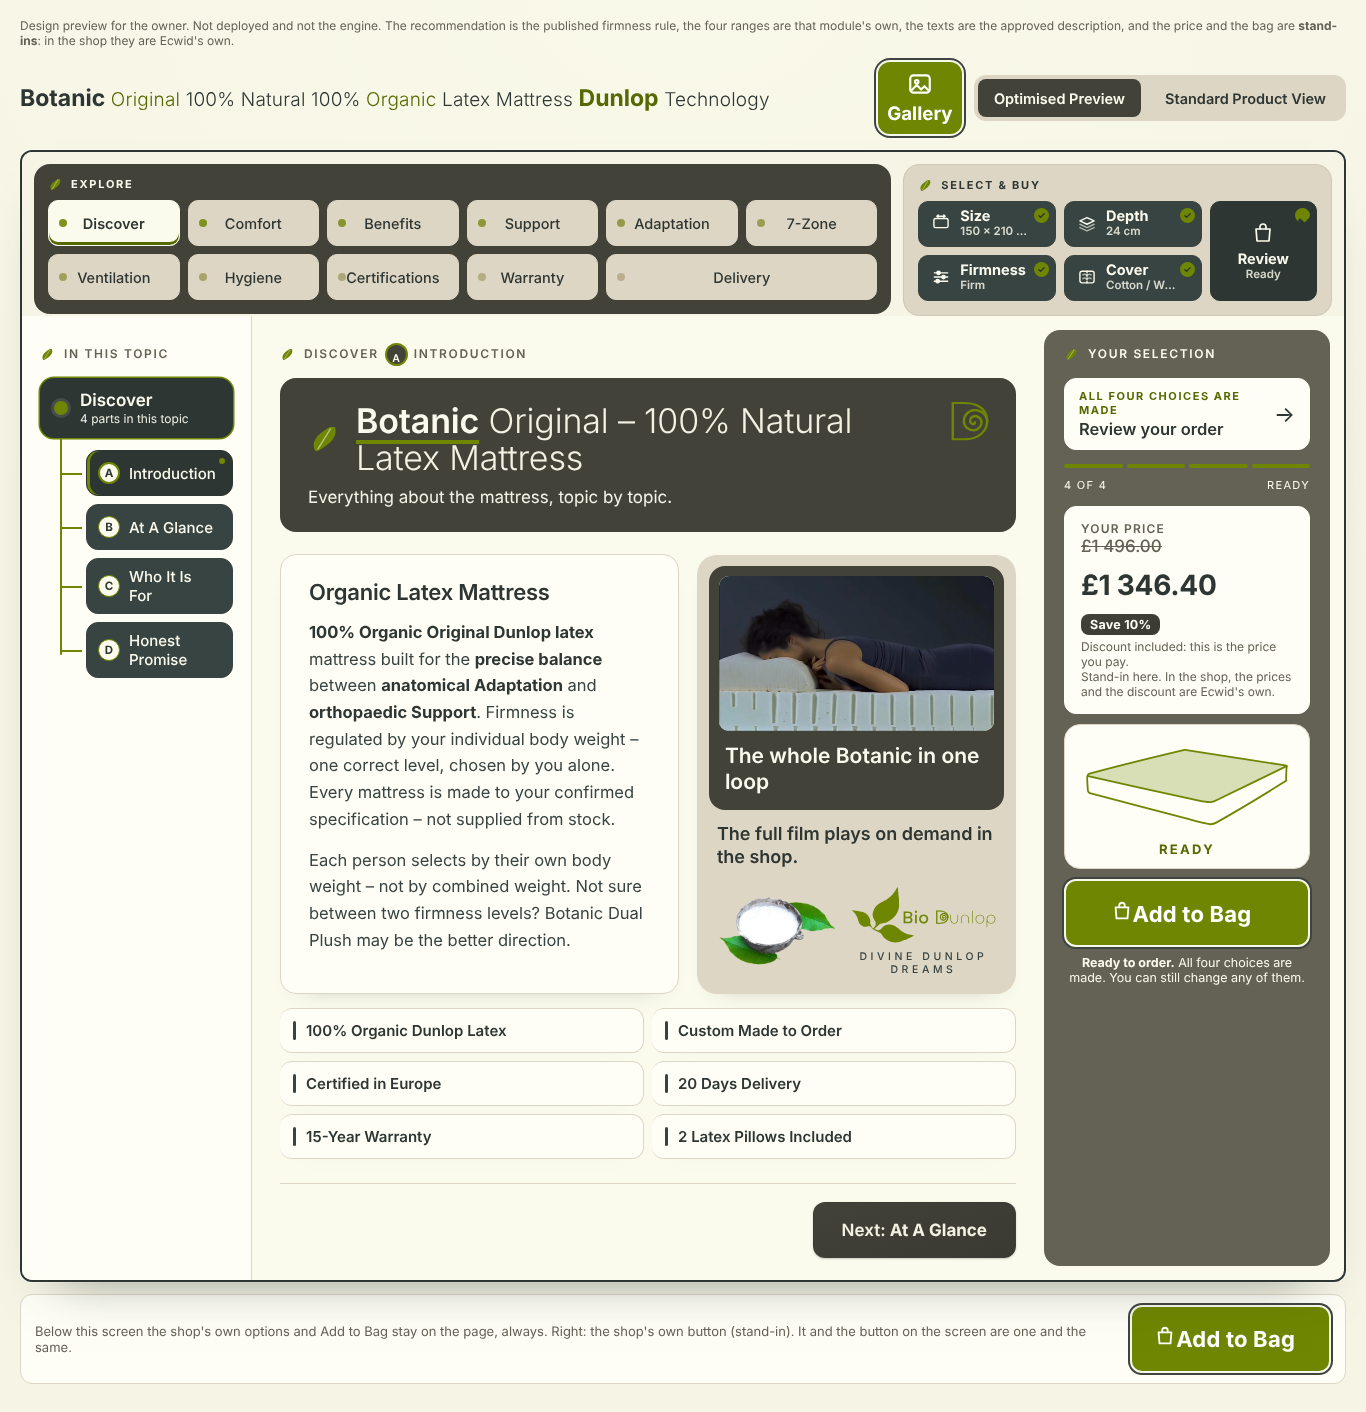 Design preview for the owner. Not deployed and not the engine. The recommendation is the published firmness rule, the four ranges are that module's own, the texts are the approved description, and the price and the bag are stand-
ins: in the shop they are Ecwid's own.
Botanic Original 100% Natural 100% Organic Latex Mattress Dunlop Technology
Gallery
Optimised Preview
Standard Product View
EXPLORE
Discover
Comfort
Benefits
Support
Adaptation
7-Zone
Ventilation
Hygiene
Certifications
Warranty
Delivery
SELECT & BUY
Size
150 × 210 ...
Depth
24 cm
Firmness
Firm
Cover
Cotton / W...
Review
Ready
IN THIS TOPIC
Discover
4 parts in this topic
A Introduction
B At A Glance
C Who It Is
For
D Honest
Promise
DISCOVER A INTRODUCTION
Botanic Original – 100% Natural
Latex Mattress
Everything about the mattress, topic by topic.
Organic Latex Mattress
100% Organic Original Dunlop latex
mattress built for the precise balance
between anatomical Adaptation and
orthopaedic Support. Firmness is
regulated by your individual body weight –
one correct level, chosen by you alone.
Every mattress is made to your confirmed
specification – not supplied from stock.
Each person selects by their own body
weight – not by combined weight. Not sure
between two firmness levels? Botanic Dual
Plush may be the better direction.
The whole Botanic in one
loop
The full film plays on demand in
the shop.
Bio Dunlop
DIVINE DUNLOP
DREAMS
100% Organic Dunlop Latex
Custom Made to Order
Certified in Europe
20 Days Delivery
15-Year Warranty
2 Latex Pillows Included
Next: At A Glance
YOUR SELECTION
ALL FOUR CHOICES ARE
MADE
Review your order
4 OF 4
READY
YOUR PRICE
£1 496.00
£1 346.40
Save 10%
Discount included: this is the price
you pay.
Stand-in here. In the shop, the prices
and the discount are Ecwid's own.
READY
Add to Bag
Ready to order. All four choices are
made. You can still change any of them.
Below this screen the shop's own options and Add to Bag stay on the page, always. Right: the shop's own button (stand-in). It and the button on the screen are one and the
same.
Add to Bag